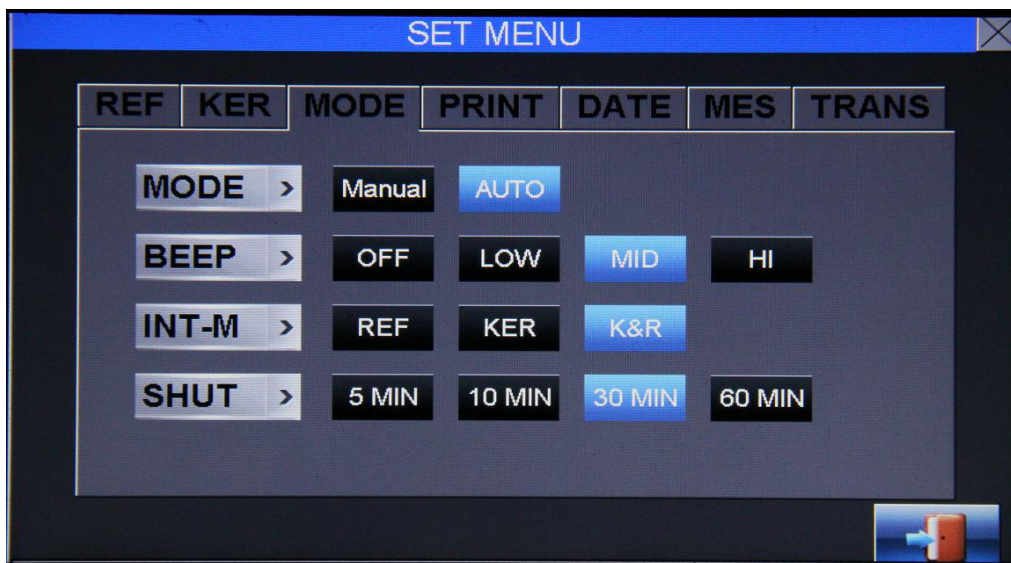 SET MENU
REF KER MODE PRINT DATE MES TRANS
MODE > Manual AUTO
BEEP > OFF LOW MID HI
INT-M > REF KER K&R
SHUT > 5 MIN 10 MIN 30 MIN 60 MIN